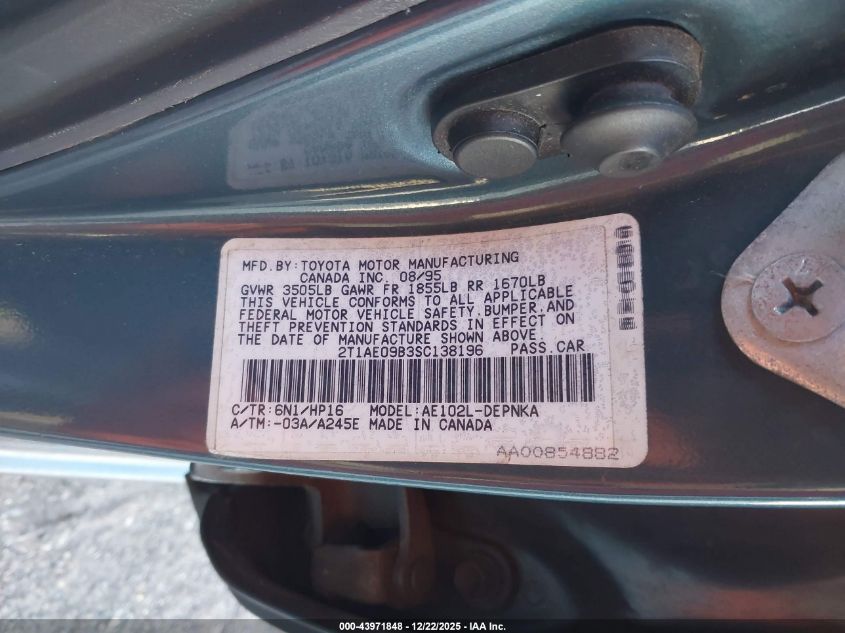 MFD. BY: TOYOTA MOTOR MANUFACTURING
CANADA INC. 08/95
GVWR 3505LB GAWR FR 1855LB RR 1670LB
THIS VEHICLE CONFORMS TO ALL APPLICABLE
FEDERAL MOTOR VEHICLE SAFETY, BUMPER, AND
THEFT PREVENTION STANDARDS IN EFFECT ON
THE DATE OF MANUFACTURE SHOWN ABOVE.
2T1AE09B3SC138196 PASS.CAR
C/TR:6N1/HP16 MODEL:AE102L-DEPNKA
A/TM:-03A/A245E MADE IN CANADA
AA00854882
000-43971848 • 12/22/2025 • IAA Inc.